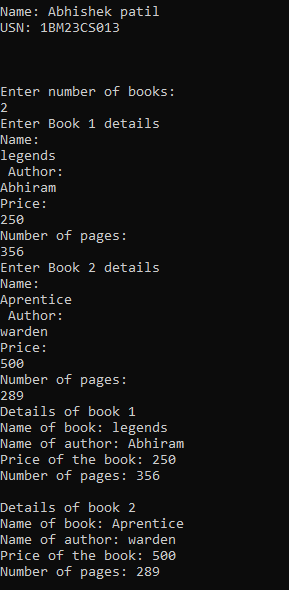 Name: Abhishek patil
USN: 1BM23CS013
Enter number of books:
2
Enter Book 1 details
Name:
legends
Author:
Abhiram
Price:
250
Number of pages:
356
Enter Book 2 details
Name:
Aprentice
Author:
warden
Price:
500
Number of pages:
289
Details of book 1
Name of book: legends
Name of author: Abhiram
Price of the book: 250
Number of pages: 356
Details of book 2
Name of book: Aprentice
Name of author: warden
Price of the book: 500
Number of pages: 289